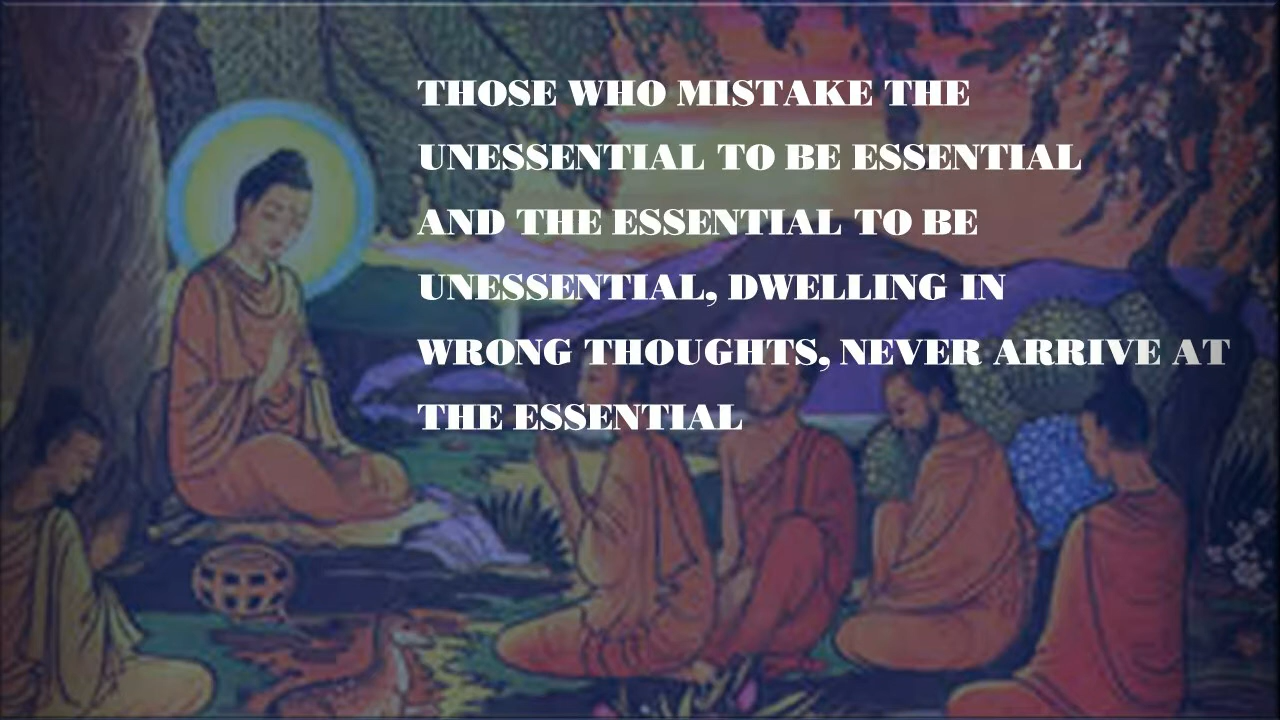 THOSE WHO MISTAKE THE
UNESSENTIAL TO BE ESSENTIAL
AND THE ESSENTIAL TO BE
UNESSENTIAL, DWELLING IN
WRONG THOUGHTS, NEVER ARRIVE AT
THE ESSENTIAL